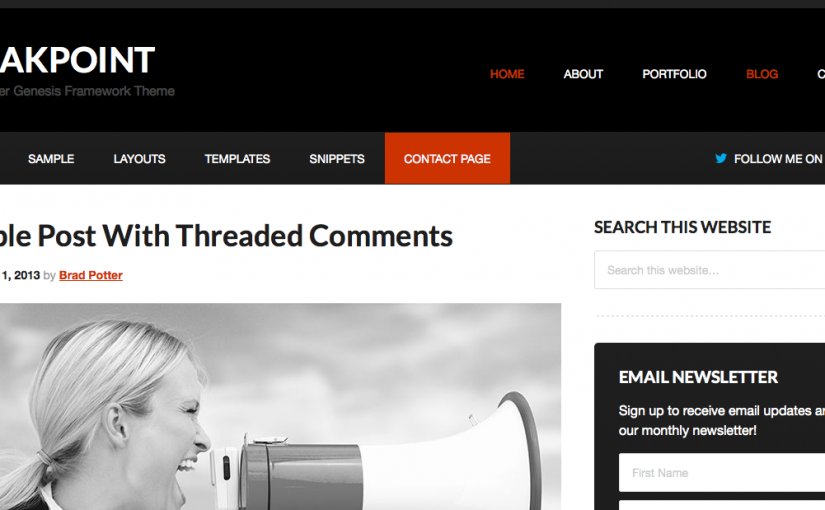 AKPOINT
er Genesis Framework Theme
HOME ABOUT PORTFOLIO BLOG C
SAMPLE LAYOUTS TEMPLATES SNIPPETS CONTACT PAGE FOLLOW ME ON
ple Post With Threaded Comments
1, 2013 by Brad Potter
SEARCH THIS WEBSITE
Search this website...
EMAIL NEWSLETTER
Sign up to receive email updates an
our monthly newsletter!
First Name